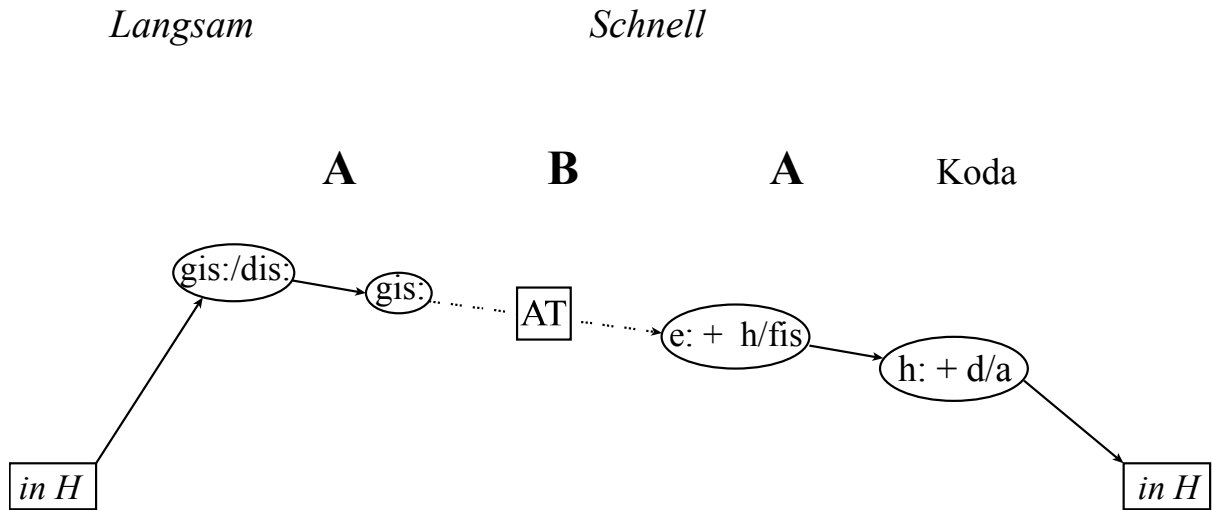 Langsam Schnell
A B A Koda
gis:/dis:
gis:
AT
e: + h/fis
h: + d/a
in H in H